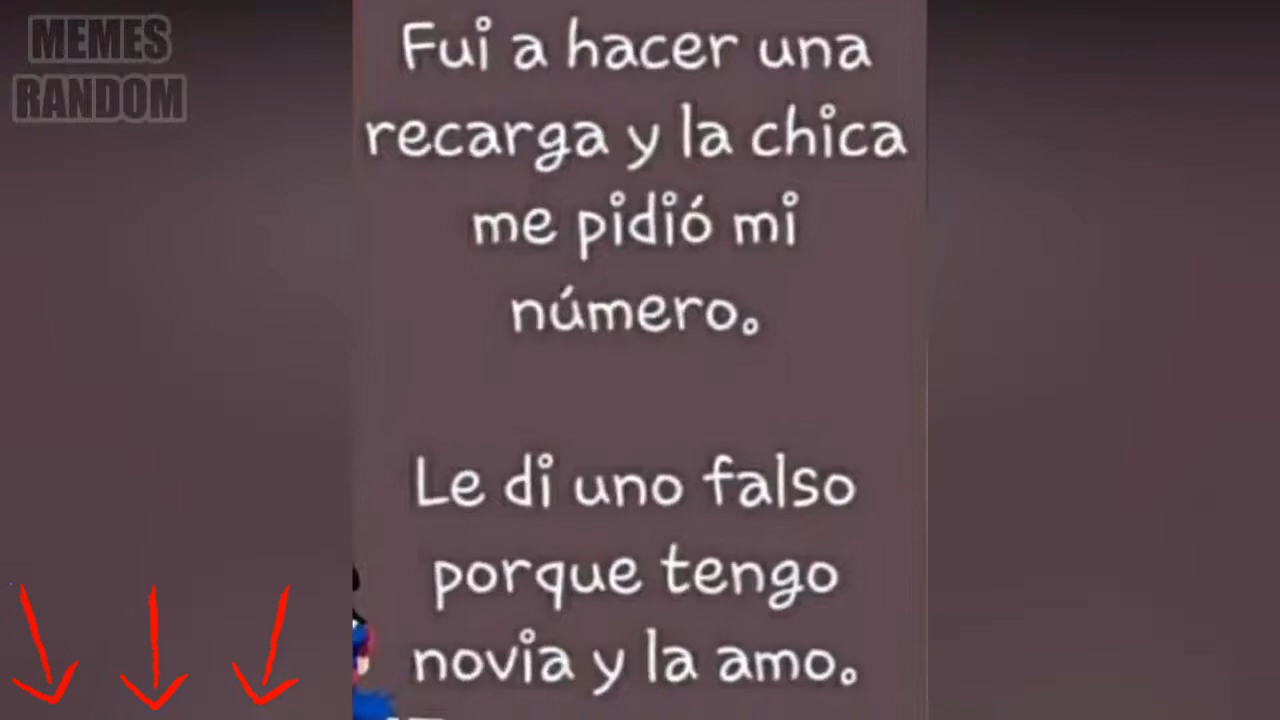 MEMES
RANDOM
Fui a hacer una
recarga y la chica
me pidió mi
número.
Le di uno falso
porque tengo
novia y la amo.